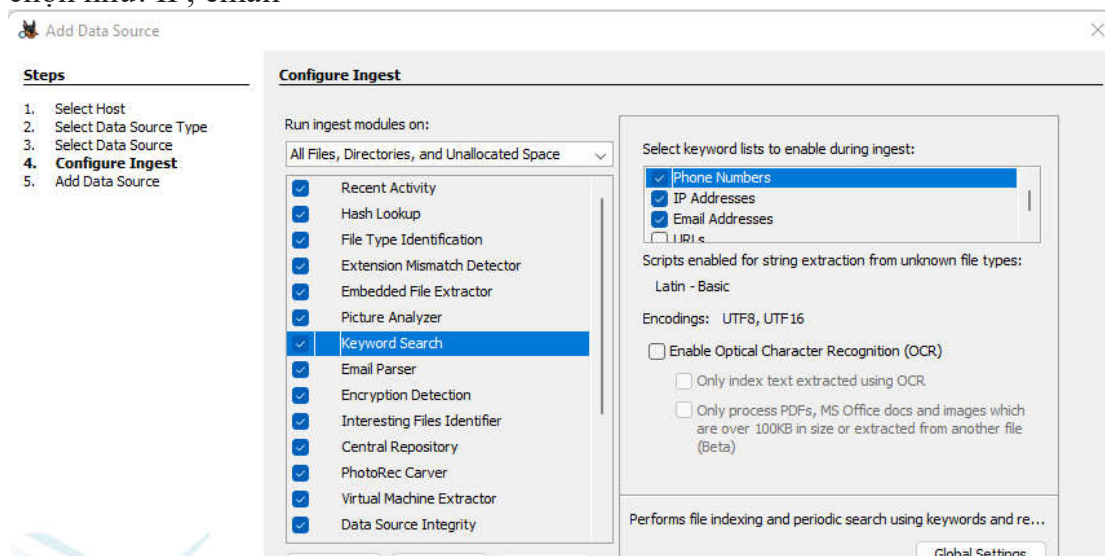 chọn như: IP, email
Add Data Source
Steps
1. Select Host
2. Select Data Source Type
3. Select Data Source
4. Configure Ingest
5. Add Data Source
Configure Ingest
Run ingest modules on:
All Files, Directories, and Unallocated Space
Recent Activity
Hash Lookup
File Type Identification
Extension Mismatch Detector
Embedded File Extractor
Picture Analyzer
Keyword Search
Email Parser
Encryption Detection
Interesting Files Identifier
Central Repository
PhotoRec Carver
Virtual Machine Extractor
Data Source Integrity
Select keyword lists to enable during ingest:
Phone Numbers
IP Addresses
Email Addresses
URLs
Scripts enabled for string extraction from unknown file types:
Latin - Basic
Encodings: UTF8, UTF16
Enable Optical Character Recognition (OCR)
Only index text extracted using OCR
Only process PDFs, MS Office docs and images which
are over 100KB in size or extracted from another file
(Beta)
Performs file indexing and periodic search using keywords and re...
Global Settings